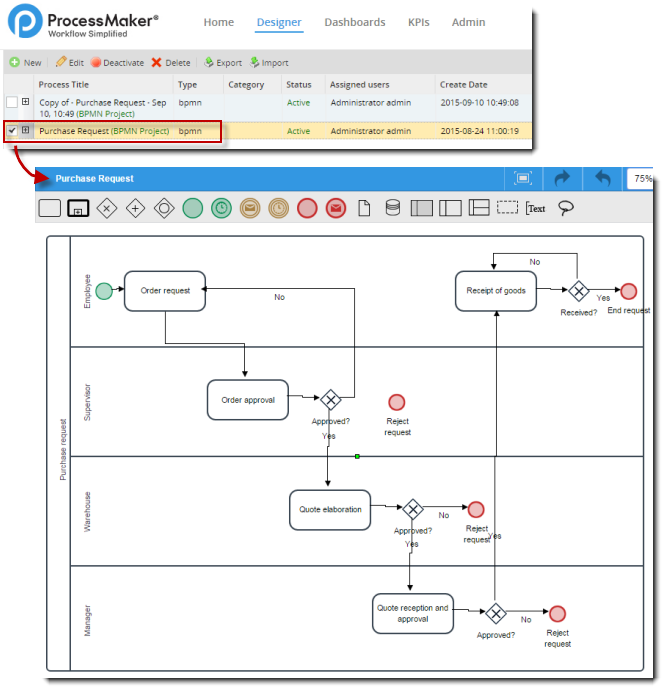 ProcessMaker®
Workflow Simplified
Home Designer Dashboards KPIs Admin
New Edit Deactivate Delete Export Import
Process Title Type Category Status Assigned users Create Date
Copy of - Purchase Request - Sep bpmn Active Administrator admin 2015-09-10 10:49:08
10, 10:49 (BPMN Project)
Purchase Request (BPMN Project) bpmn Active Administrator admin 2015-08-24 11:00:19
Purchase Request 75%
Text
Purchase request
Employee
Order request
No
Receipt of goods
No
Received?
Yes
End request
Supervisor
Order approval
Approved?
Yes
Reject
request
Warehouse
Quote elaboration
Approved?
Yes
No
Reject
request
Yes
Manager
Quote reception and
approval
Approved?
No
Reject
request